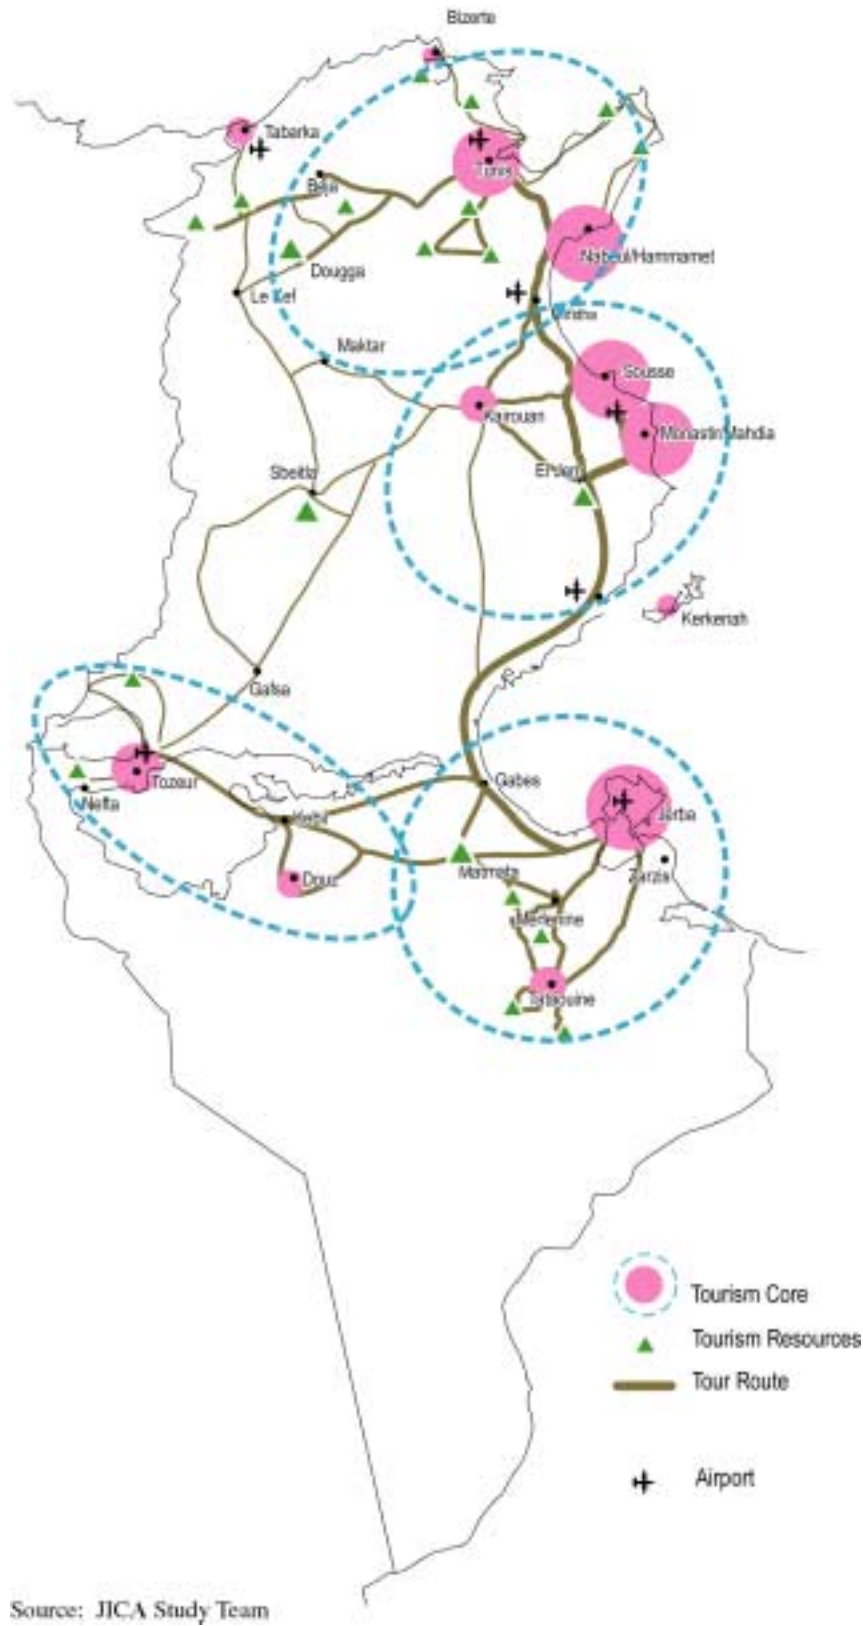 Bizerte
Tabarka
Tunis
Beja
Nabeul/Hammamet
Dougga
Le Kef
Maktar
Sousse
Kairouan
Monastir/Mahdia
Sbeitla
El'Jem
Kerkenah
Gafsa
Gabes
Tozeur
Nefta
Kebili
Jerba
Douz
Matmata
Zarzis
Medenine
Tataouine
Tourism Core
Tourism Resources
Tour Route
Airport
Source: JICA Study Team